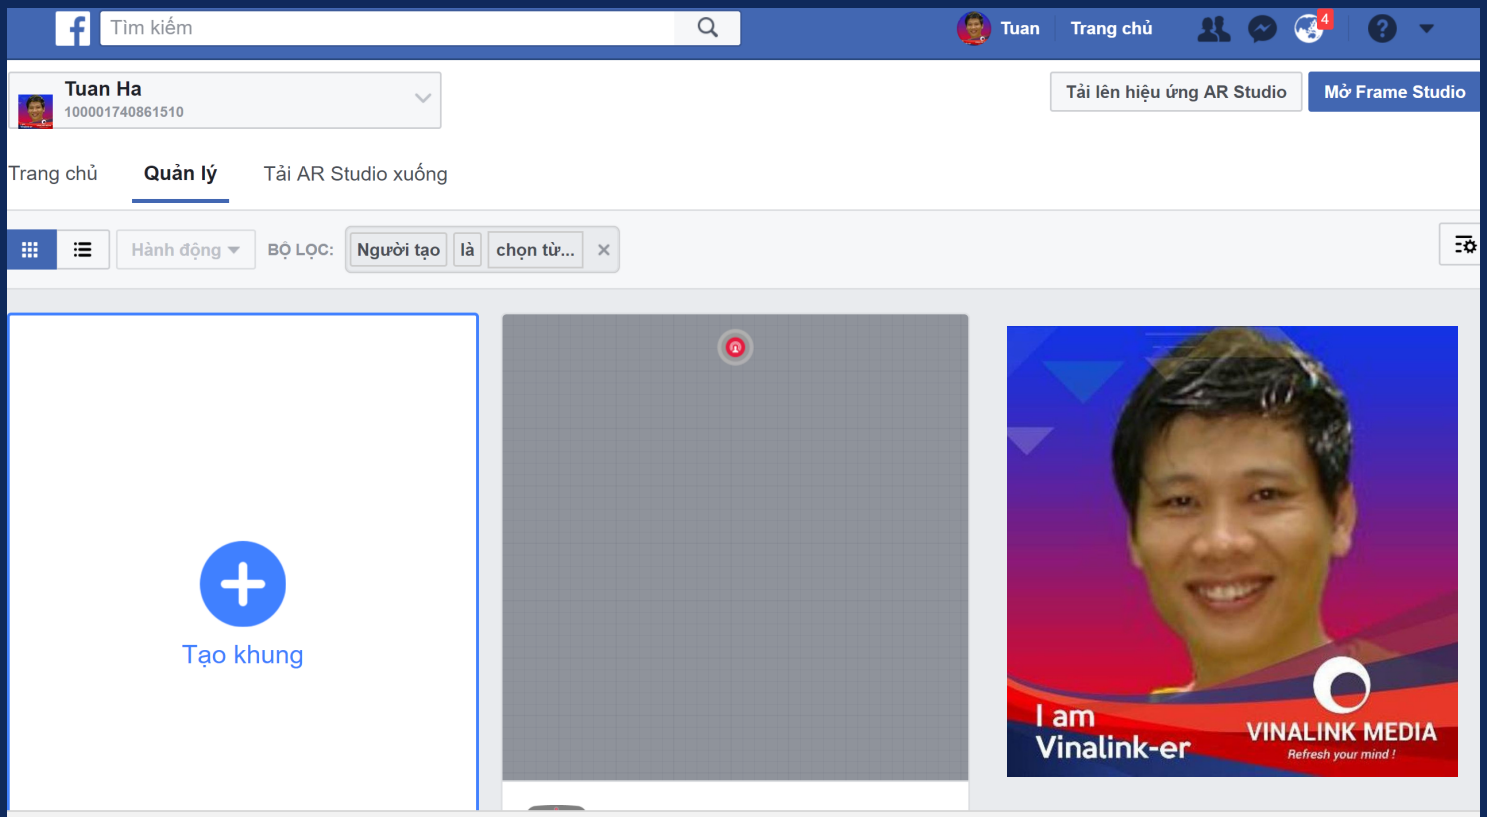 Tìm kiếm
Tuan
Trang chủ
4
?
Tuan Ha
100001740861510
Tải lên hiệu ứng AR Studio
Mở Frame Studio
Trang chủ
Quản lý
Tải AR Studio xuống
Hành động
BỘ LỌC:
Người tạo
là
chọn từ...
Tạo khung
I am
Vinalink-er
VINALINK MEDIA
Refresh your mind !